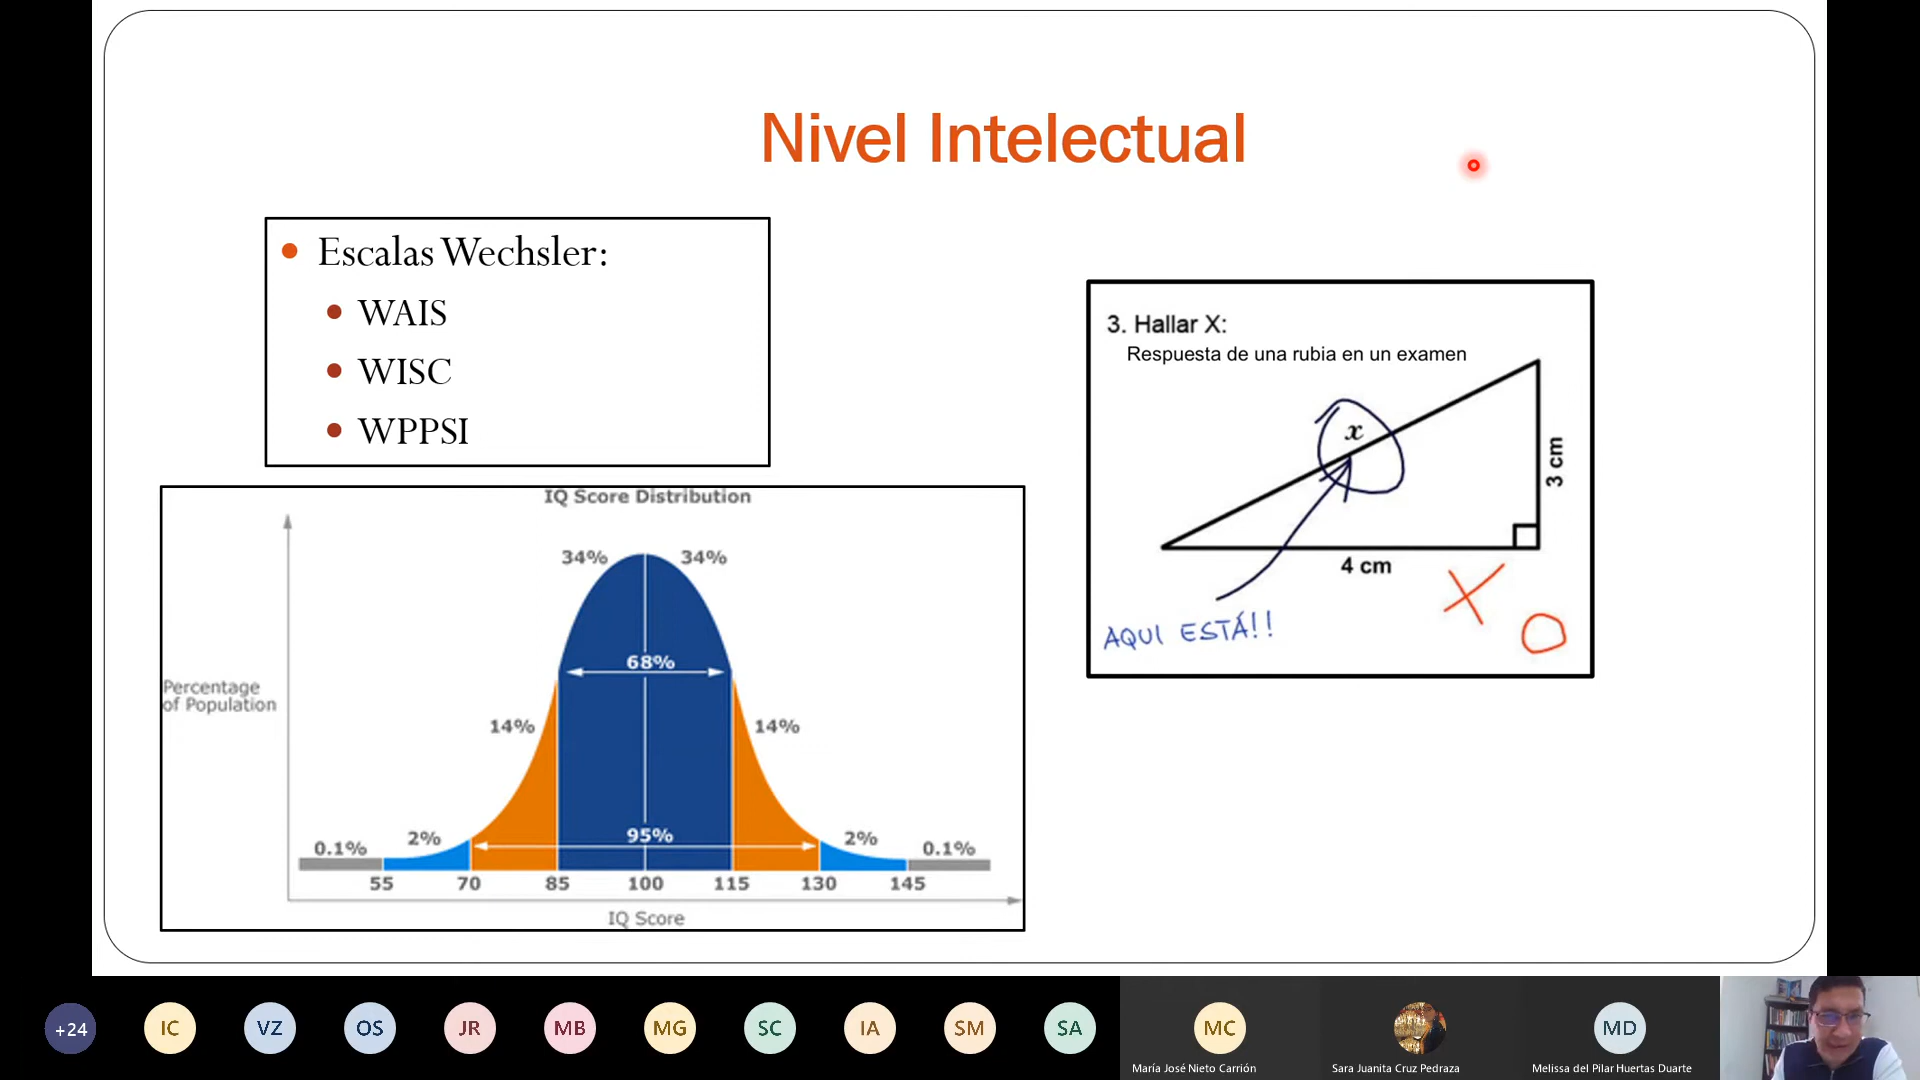 Nivel Intelectual
Escalas Wechsler:
WAIS
WISC
WPPSI
3. Hallar X:
Respuesta de una rubia en un examen
x
3 cm
4 cm
AQUI ESTÁ!!
X
O
IQ Score Distribution
34%
34%
68%
Percentage
of Population
14%
14%
95%
0.1%
2%
2%
0.1%
55
70
85
100
115
130
145
IQ Score
+24
IC
VZ
OS
JR
MB
MG
SC
IA
SM
SA
MC
MD
María José Nieto Carrión
Sara Juanita Cruz Pedraza
Melissa del Pilar Huertas Duarte